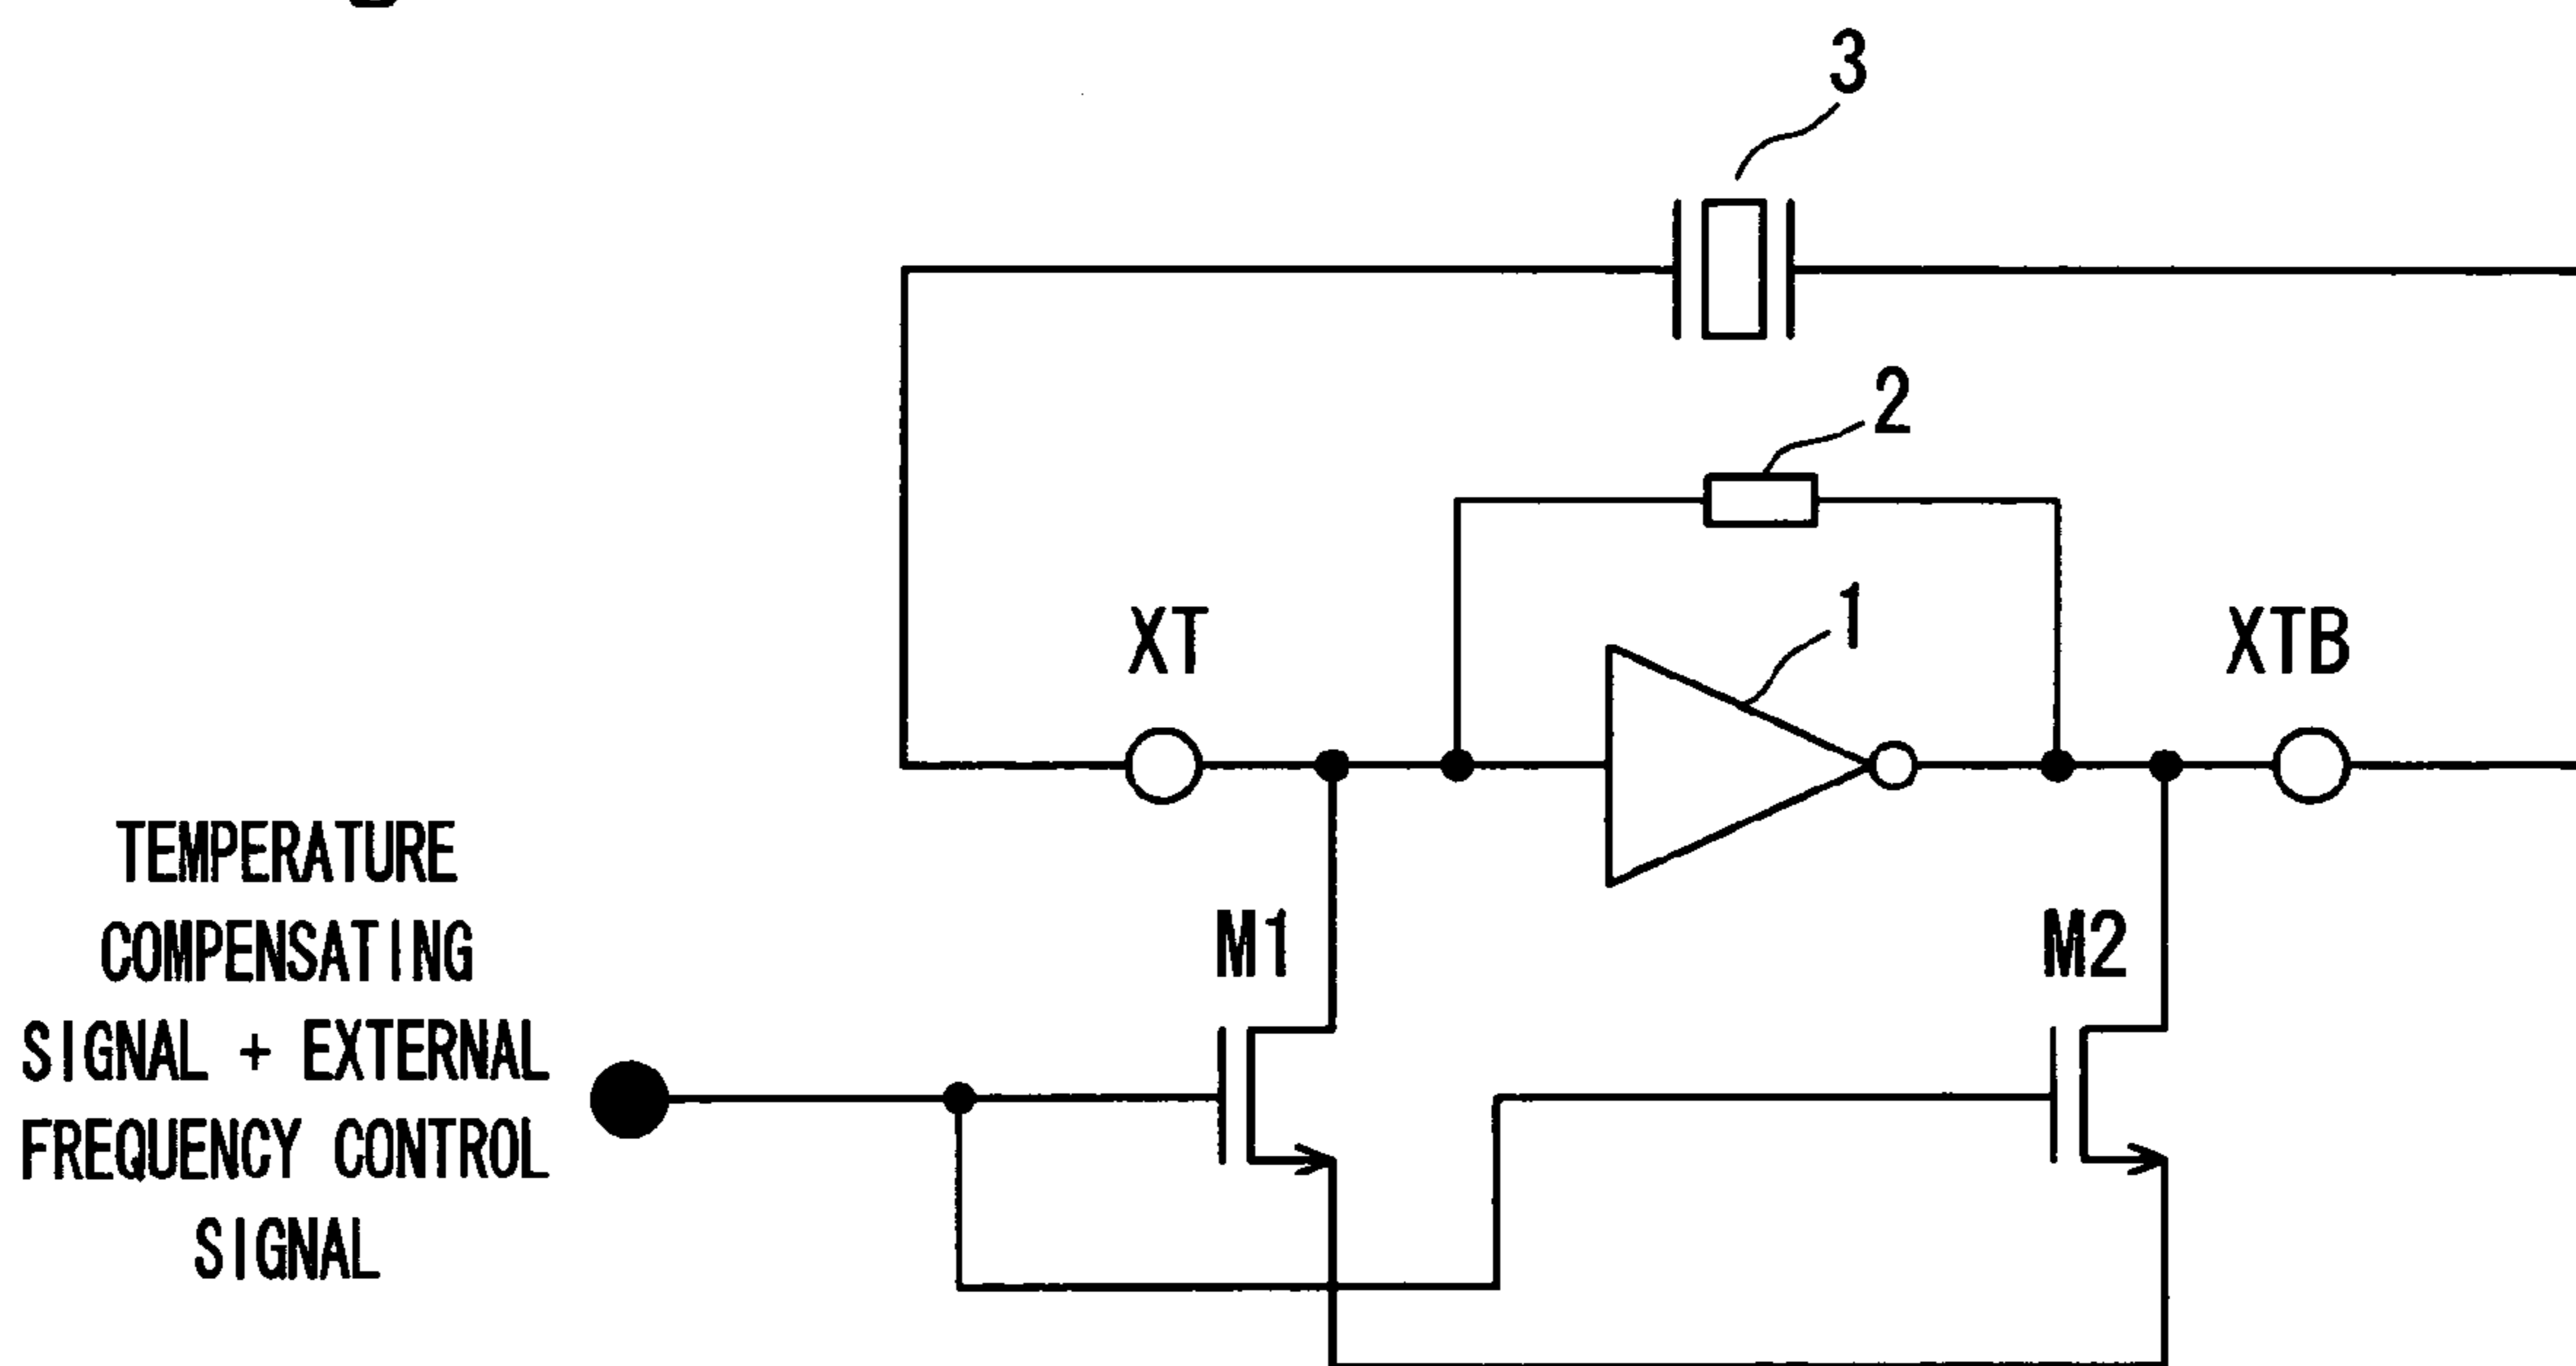 3
2
1
XT
XTB
TEMPERATURE
COMPENSATING
SIGNAL + EXTERNAL
FREQUENCY CONTROL
SIGNAL
M1
M2